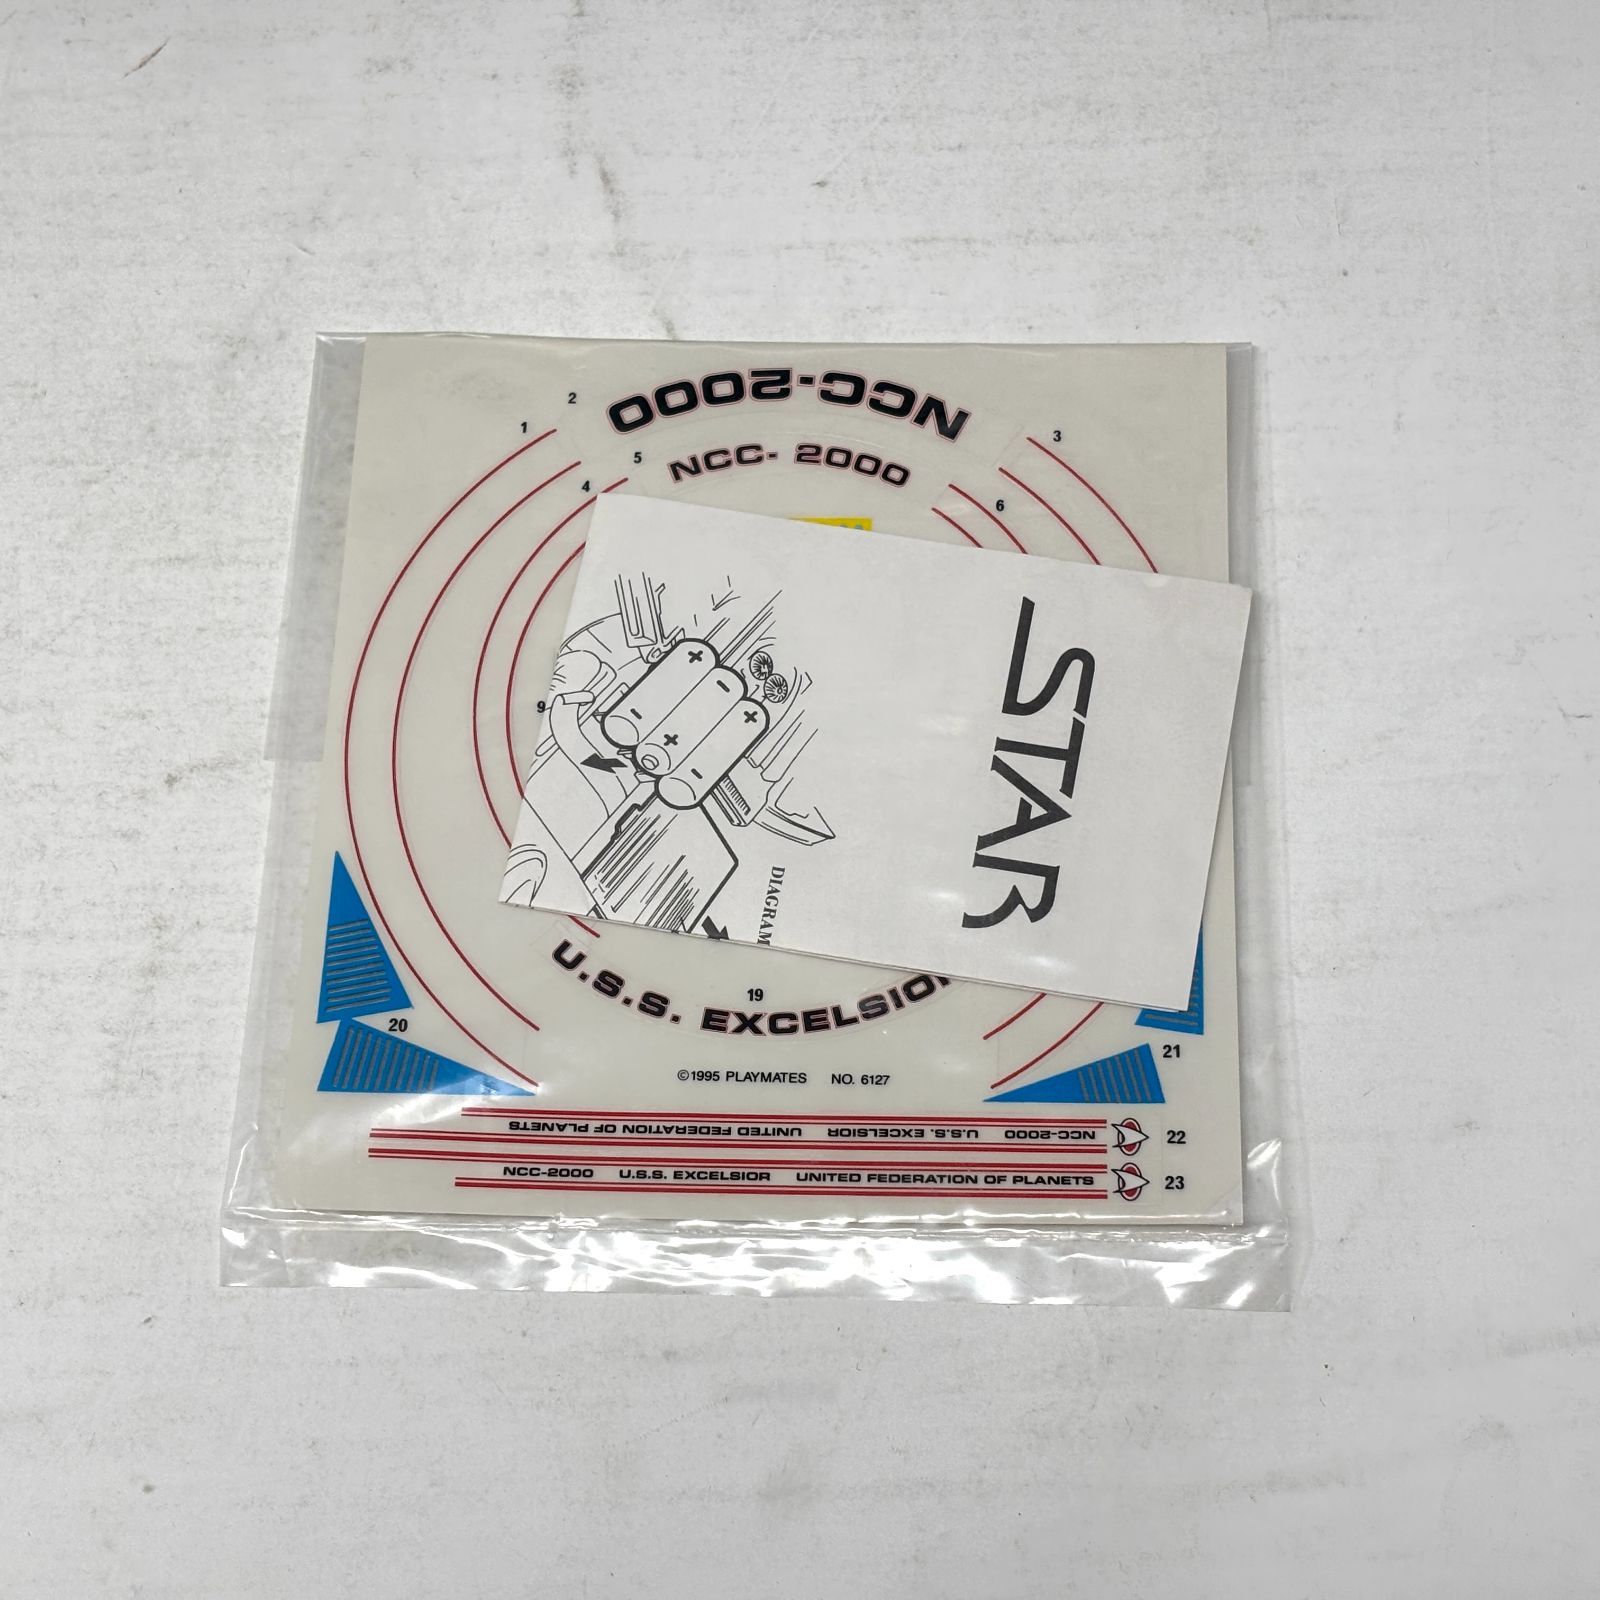 NCC-2000
2
1
3
5
NCC- 2000
4
6
9
STAR
DIAGRAM
U.S.S. EXCELSIOR
19
20
21
©1995 PLAYMATES NO. 6127
NCC-2000 U.S.S. EXCELSIOR UNITED FEDERATION OF PLANETS
22
NCC-2000 U.S.S. EXCELSIOR UNITED FEDERATION OF PLANETS
23